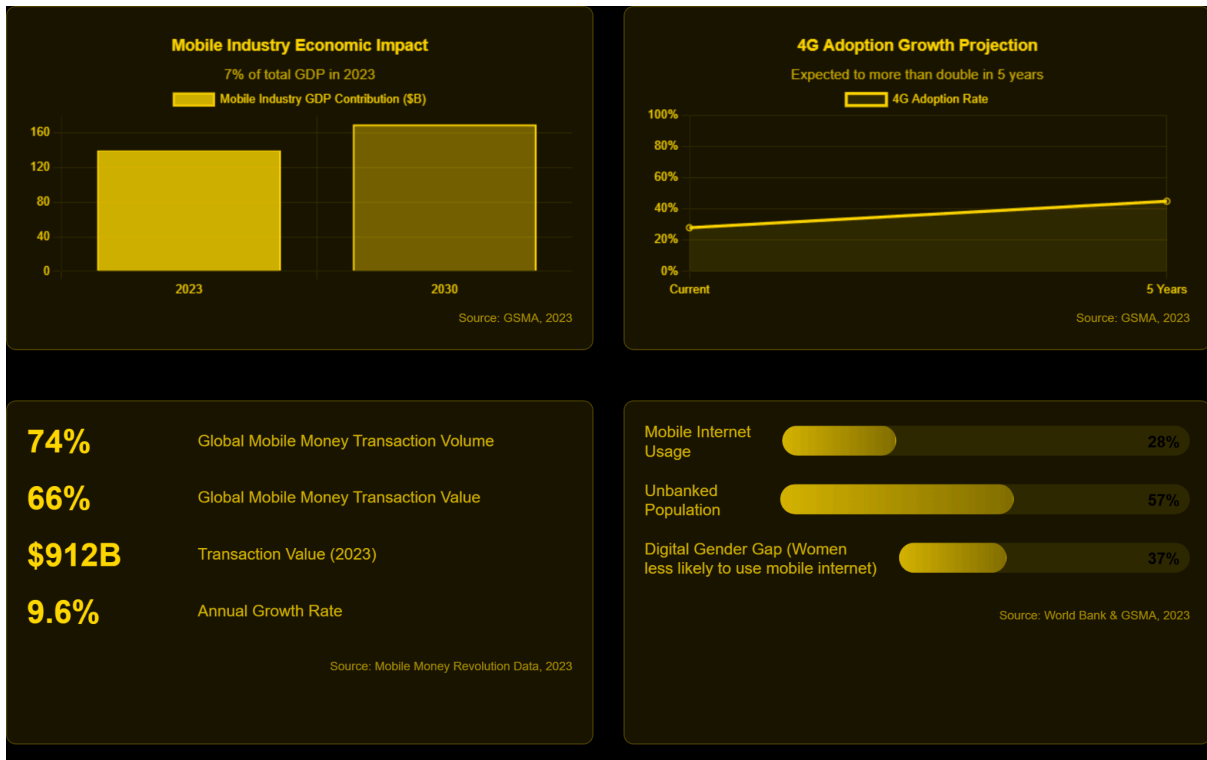 Mobile Industry Economic Impact
7% of total GDP in 2023
Mobile Industry GDP Contribution ($B)
160
120
80
40
0
2023
2030
Source: GSMA, 2023
4G Adoption Growth Projection
Expected to more than double in 5 years
4G Adoption Rate
100%
80%
60%
40%
20%
0%
Current
5 Years
Source: GSMA, 2023
74%
Global Mobile Money Transaction Volume
66%
Global Mobile Money Transaction Value
$912B
Transaction Value (2023)
9.6%
Annual Growth Rate
Source: Mobile Money Revolution Data, 2023
Mobile Internet
Usage
28%
Unbanked
Population
57%
Digital Gender Gap (Women
less likely to use mobile internet)
37%
Source: World Bank & GSMA, 2023